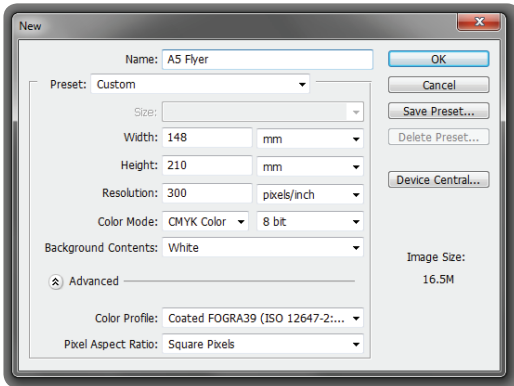 New
Name: A5 Flyer
OK
Preset: Custom
Cancel
Size:
Save Preset...
Width: 148 mm
Delete Preset...
Height: 210 mm
Resolution: 300 pixels/inch
Device Central...
Color Mode: CMYK Color 8 bit
Background Contents: White
Image Size:
16.5M
Advanced
Color Profile: Coated FOGRA39 (ISO 12647-2:...
Pixel Aspect Ratio: Square Pixels